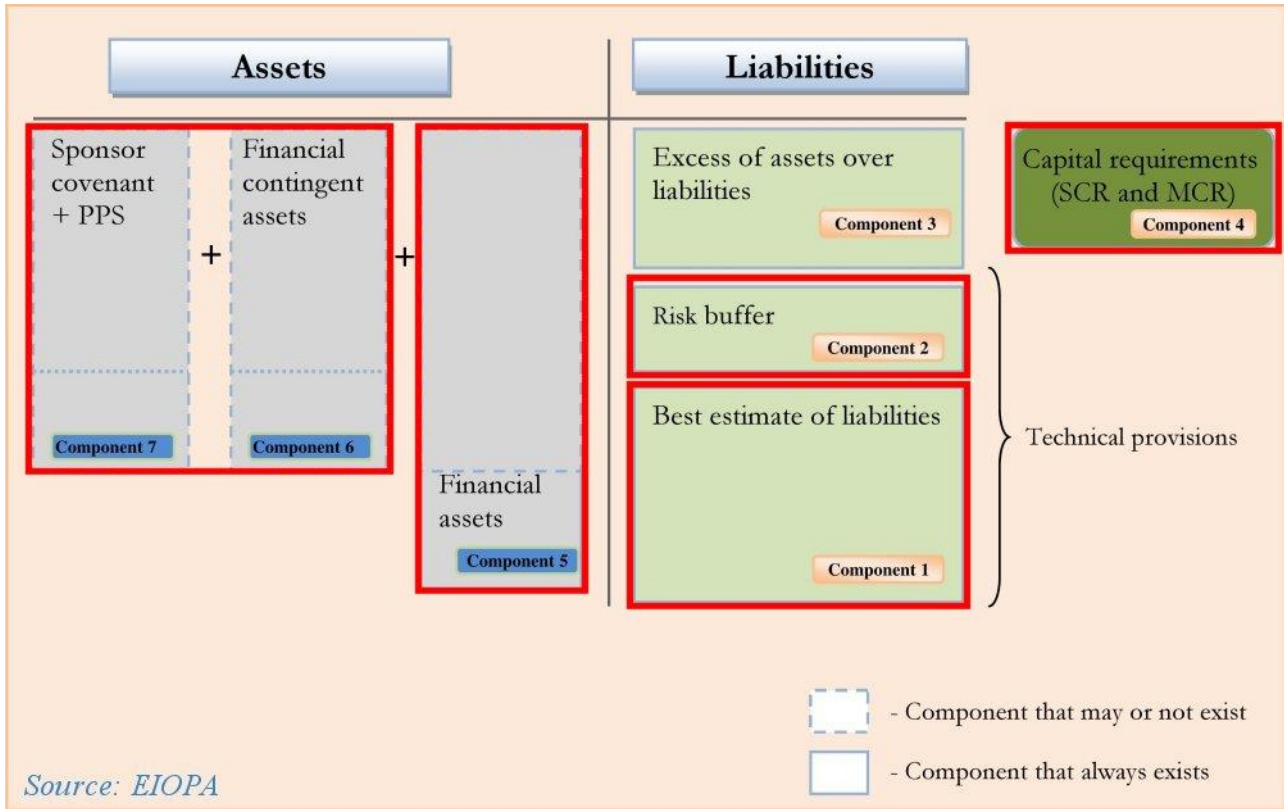 Assets
Liabilities
Sponsor
covenant
+ PPS
Component 7
+
Financial
contingent
assets
Component 6
+
Financial
assets
Component 5
Excess of assets over
liabilities
Component 3
Risk buffer
Component 2
Best estimate of liabilities
Component 1
Technical provisions
Capital requirements
(SCR and MCR)
Component 4
- Component that may or not exist
- Component that always exists
Source: EIOPA